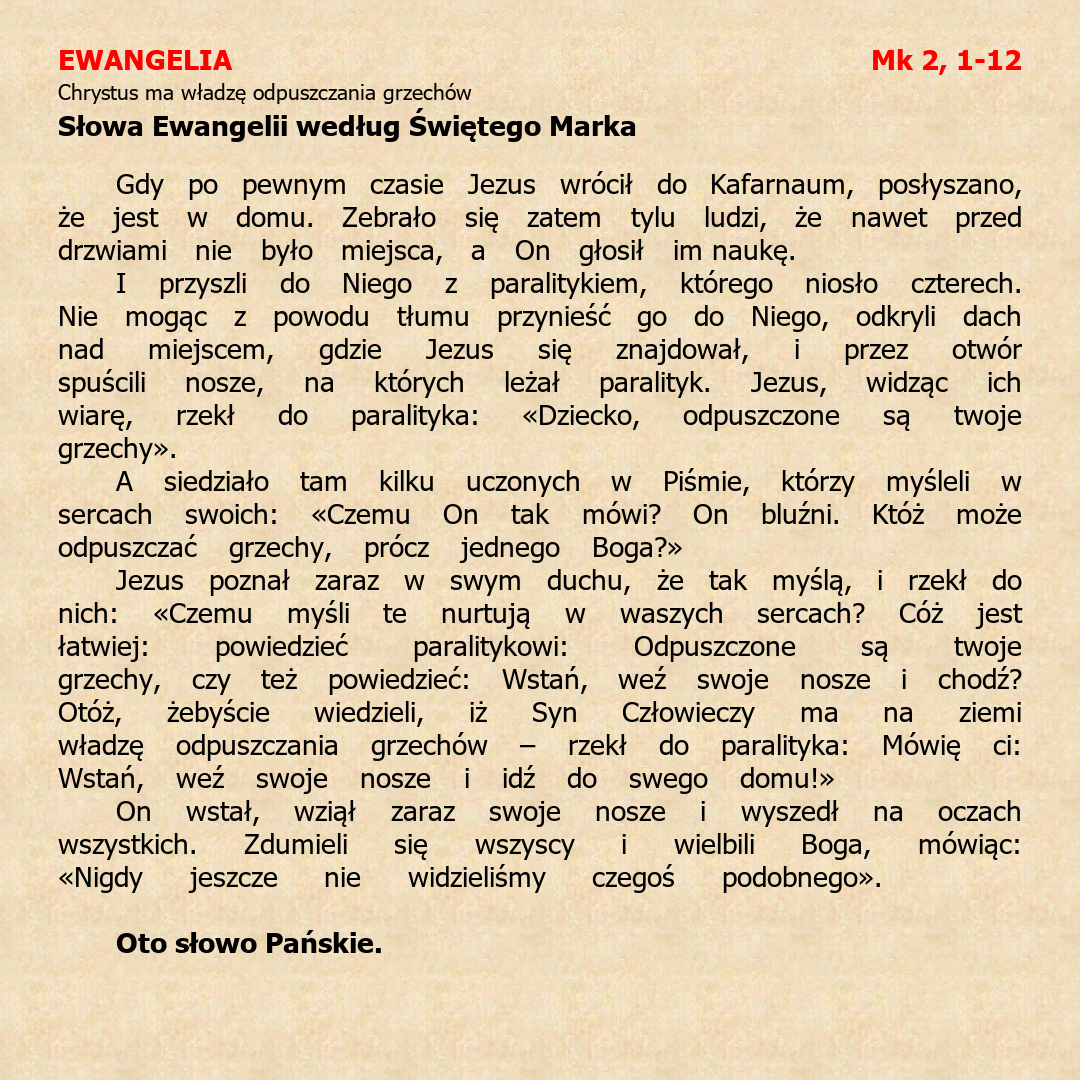 EWANGELIA Mk 2, 1-12
Chrystus ma władzę odpuszczania grzechów
Słowa Ewangelii według Świętego Marka
Gdy po pewnym czasie Jezus wrócił do Kafarnaum, posłyszano,
że jest w domu. Zebrało się zatem tylu ludzi, że nawet przed
drzwiami nie było miejsca, a On głosił im naukę.
I przyszli do Niego z paralitykiem, którego niosło czterech.
Nie mogąc z powodu tłumu przynieść go do Niego, odkryli dach
nad miejscem, gdzie Jezus się znajdował, i przez otwór
spuścili nosze, na których leżał paralityk. Jezus, widząc ich
wiarę, rzekł do paralityka: «Dziecko, odpuszczone są twoje
grzechy».
A siedziało tam kilku uczonych w Piśmie, którzy myśleli w
sercach swoich: «Czemu On tak mówi? On bluźni. Któż może
odpuszczać grzechy, prócz jednego Boga?»
Jezus poznał zaraz w swym duchu, że tak myślą, i rzekł do
nich: «Czemu myśli te nurtują w waszych sercach? Cóż jest
łatwiej: powiedzieć paralitykowi: Odpuszczone są twoje
grzechy, czy też powiedzieć: Wstań, weź swoje nosze i chodź?
Otóż, żebyście wiedzieli, iż Syn Człowieczy ma na ziemi
władzę odpuszczania grzechów – rzekł do paralityka: Mówię ci:
Wstań, weź swoje nosze i idź do swego domu!»
On wstał, wziął zaraz swoje nosze i wyszedł na oczach
wszystkich. Zdumieli się wszyscy i wielbili Boga, mówiąc:
«Nigdy jeszcze nie widzieliśmy czegoś podobnego».
Oto słowo Pańskie.